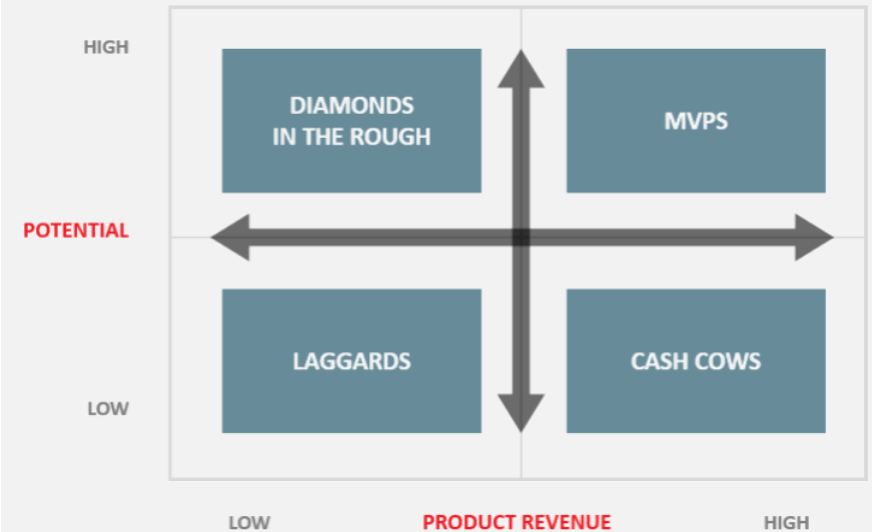 HIGH
DIAMONDS
IN THE ROUGH
MVPS
POTENTIAL
LAGGARDS
CASH COWS
LOW
LOW
PRODUCT REVENUE
HIGH